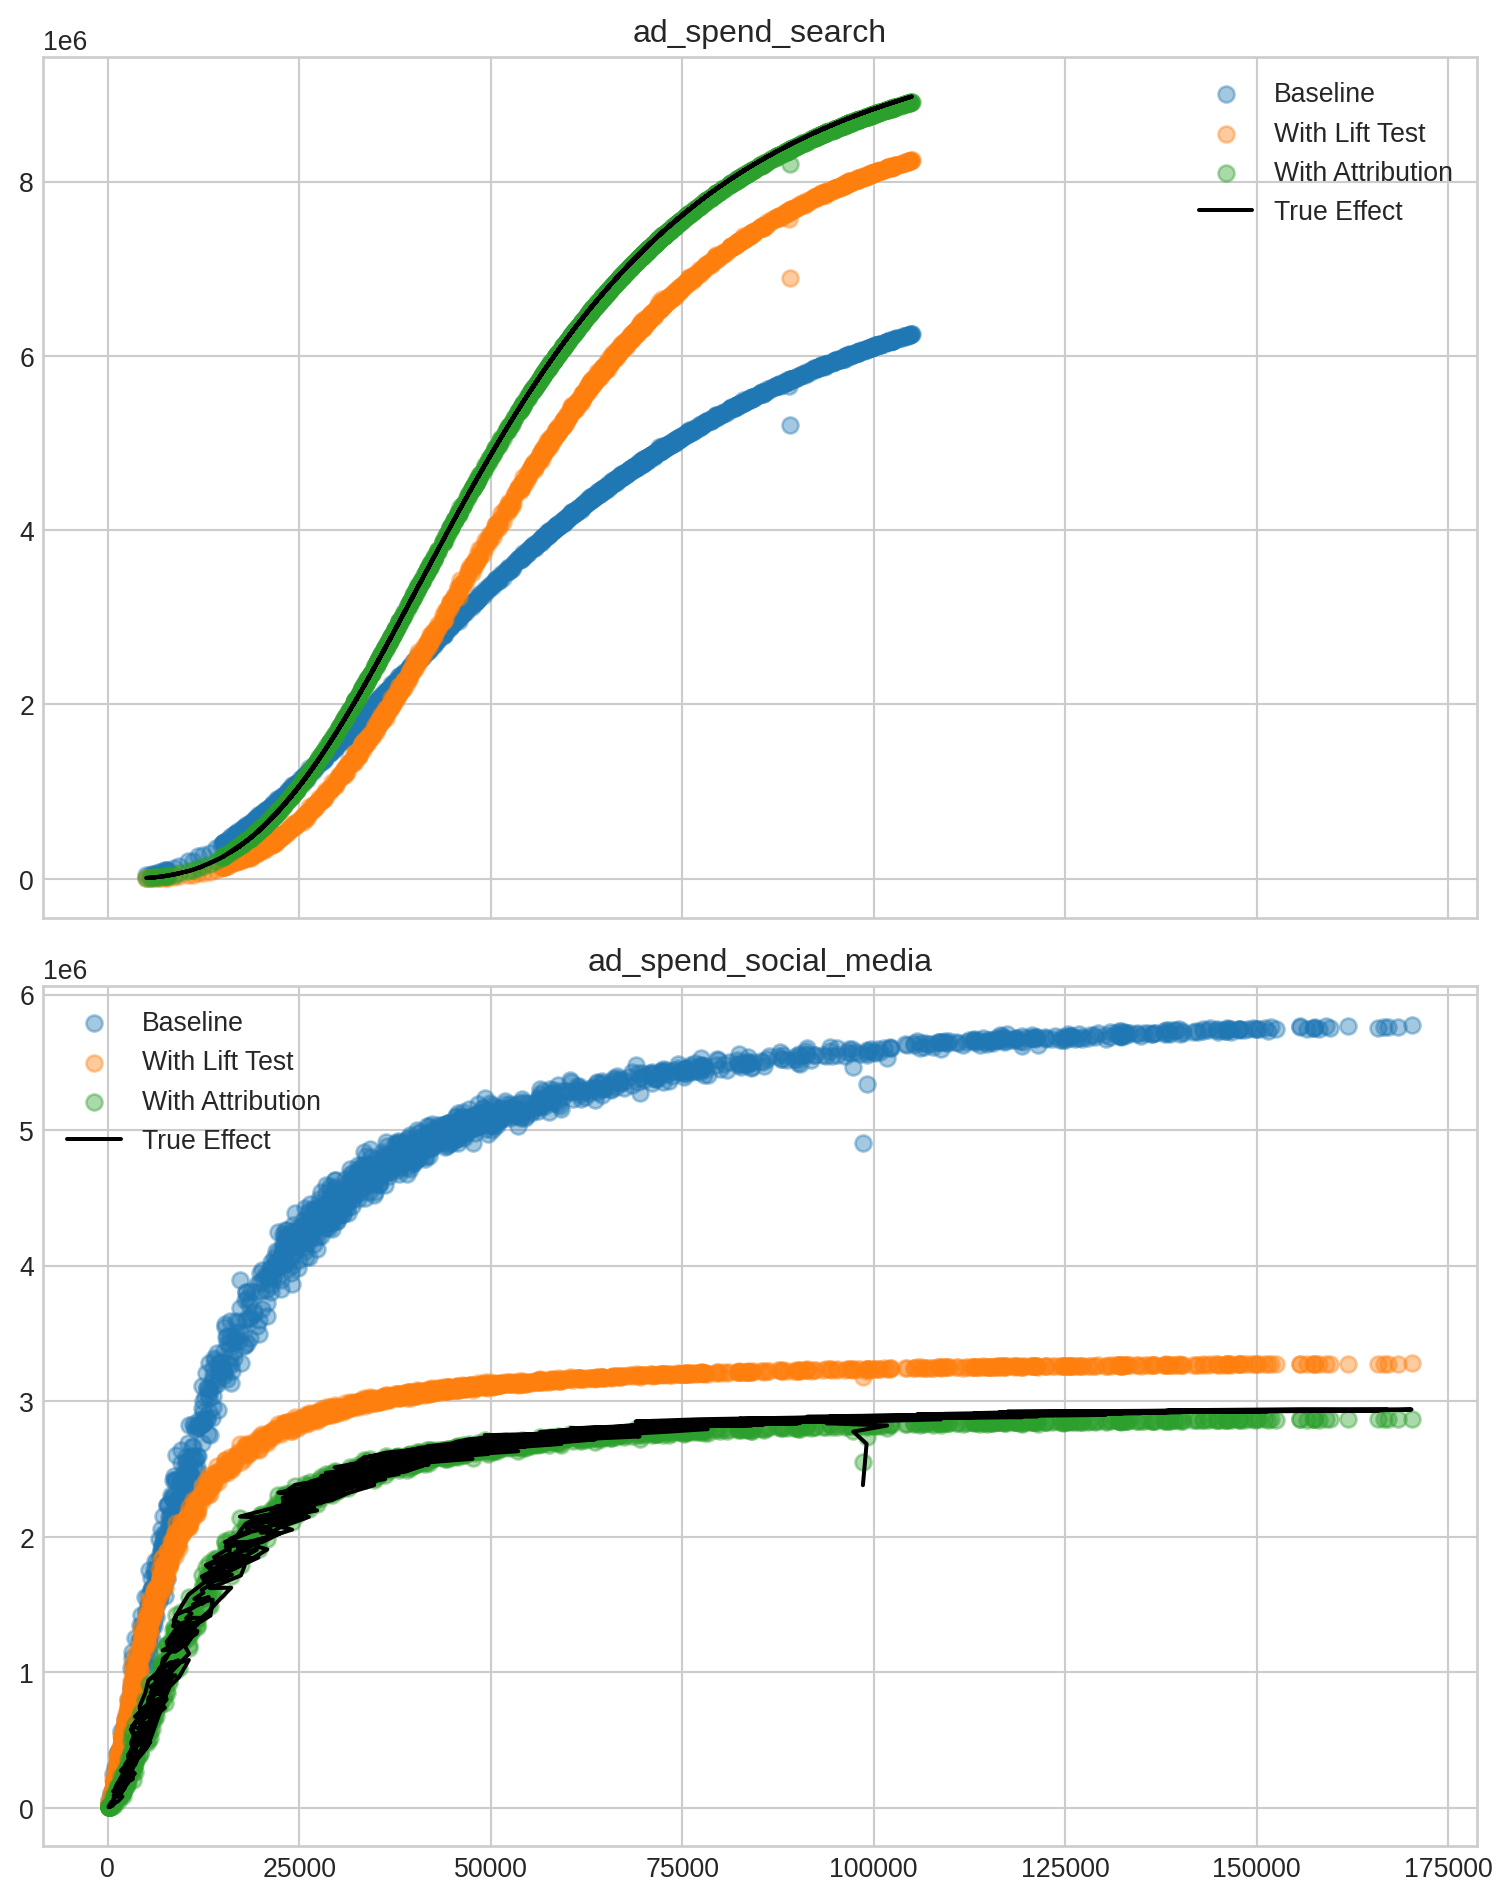 ad_spend_search
1e6
Baseline
With Lift Test
With Attribution
True Effect
8
6
4
2
0
ad_spend_social_media
1e6
6
Baseline
With Lift Test
With Attribution
True Effect
5
4
3
2
1
0
0 25000 50000 75000 100000 125000 150000 175000